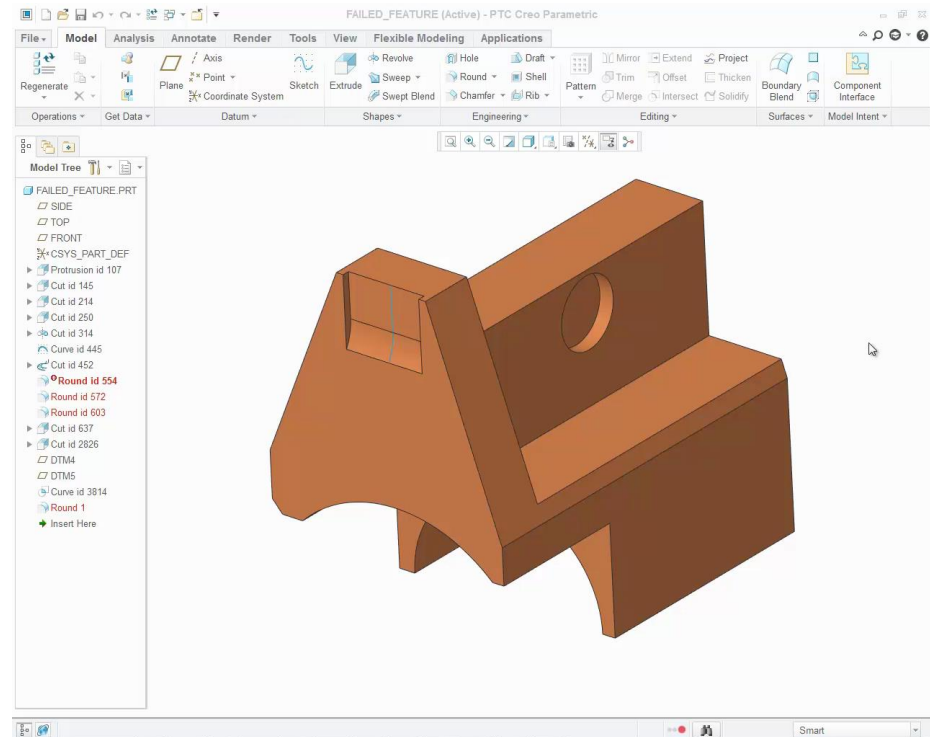 FAILED_FEATURE (Active) - PTC Creo Parametric
File Model Analysis Annotate Render Tools View Flexible Modeling Applications
Regenerate
Plane
Axis
Point
Coordinate System
Sketch
Extrude
Revolve
Sweep
Swept Blend
Hole
Round
Chamfer
Draft
Shell
Rib
Pattern
Mirror
Trim
Merge
Extend
Offset
Intersect
Project
Thicken
Solidify
Boundary Blend
Component Interface
Operations Get Data Datum Shapes Engineering Editing Surfaces Model Intent
Model Tree
FAILED_FEATURE.PRT
SIDE
TOP
FRONT
CSYS_PART_DEF
Protrusion id 107
Cut id 145
Cut id 214
Cut id 250
Cut id 314
Curve id 445
Cut id 452
Round id 554
Round id 572
Round id 603
Cut id 637
Cut id 2826
DTM4
DTM5
Curve id 3814
Round 1
Insert Here
Smart